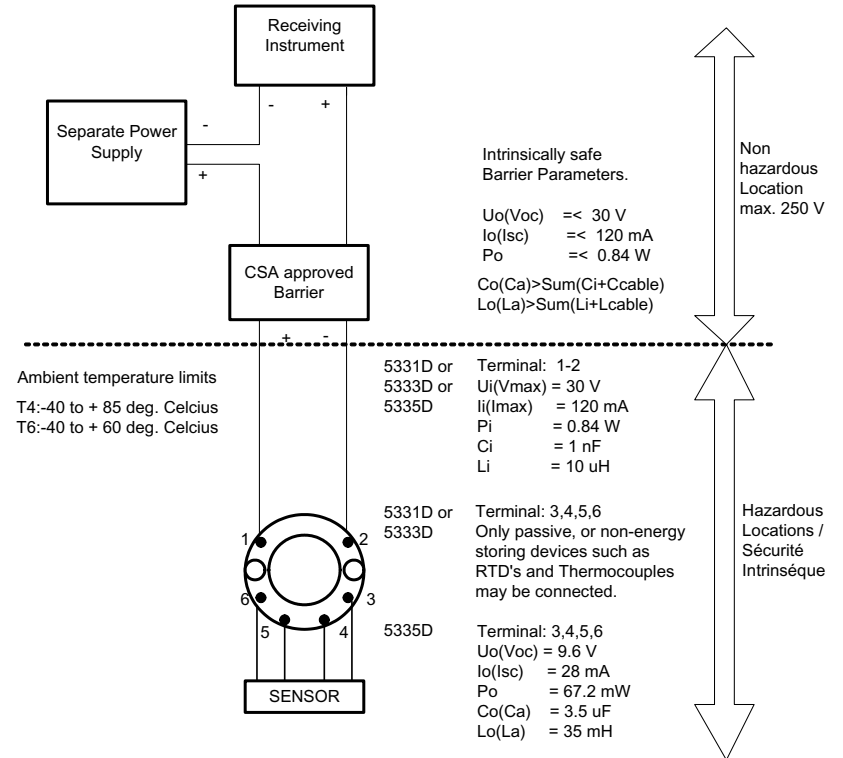 Receiving
Instrument
- +
Separate Power
Supply
-
+
CSA approved
Barrier
+ -
Intrinsically safe
Barrier Parameters.
Uo(Voc) =< 30 V
Io(Isc) =< 120 mA
Po =< 0.84 W
Co(Ca)>Sum(Ci+Ccable)
Lo(La)>Sum(Li+Lcable)
Non
hazardous
Location
max. 250 V
Ambient temperature limits
T4:-40 to + 85 deg. Celcius
T6:-40 to + 60 deg. Celcius
5331D or
5333D or
5335D
Terminal: 1-2
Ui(Vmax) = 30 V
Ii(Imax) = 120 mA
Pi = 0.84 W
Ci = 1 nF
Li = 10 uH
5331D or
5333D
Terminal: 3,4,5,6
Only passive, or non-energy
storing devices such as
RTD's and Thermocouples
may be connected.
Hazardous
Locations /
Sécurité
Intrinséque
1 2
6 3
5 4
SENSOR
5335D
Terminal: 3,4,5,6
Uo(Voc) = 9.6 V
Io(Isc) = 28 mA
Po = 67.2 mW
Co(Ca) = 3.5 uF
Lo(La) = 35 mH